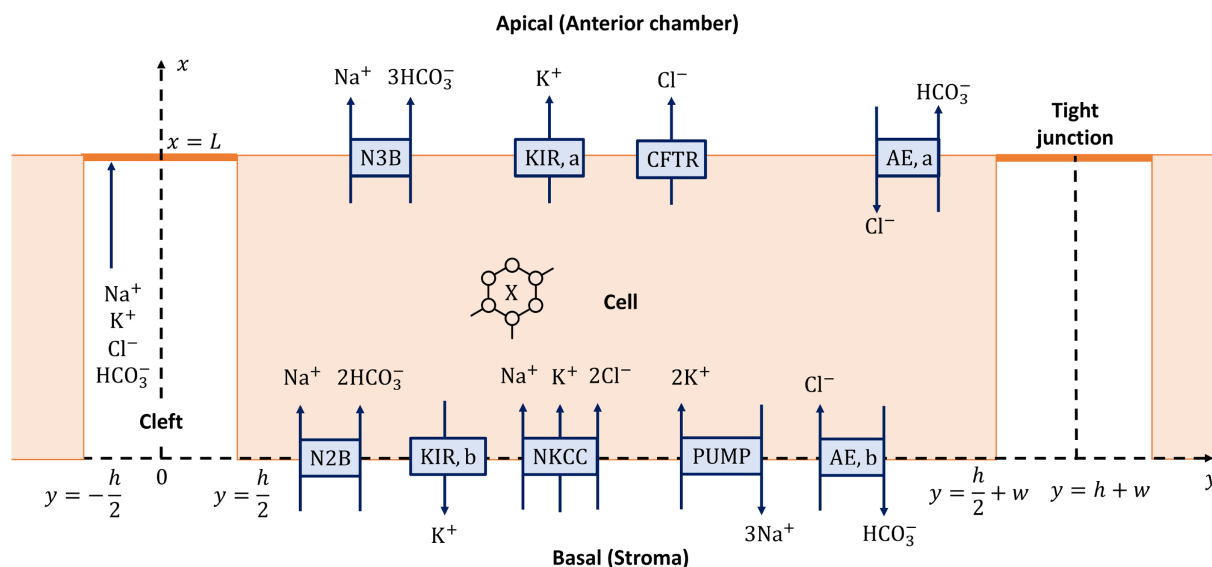 Apical (Anterior chamber)
x
Na⁺ 3HCO₃⁻ K⁺ Cl⁻ HCO₃⁻
Tight
junction
x = L
N3B KIR, a CFTR AE, a
Cl⁻
Na⁺
K⁺
Cl⁻
HCO₃⁻
X
Cell
Na⁺ 2HCO₃⁻ Na⁺ K⁺ 2Cl⁻ 2K⁺ Cl⁻
Cleft
N2B KIR, b NKCC PUMP AE, b
y = −h/2 0 y = h/2 y = h/2 + w y = h + w y
K⁺ 3Na⁺ HCO₃⁻
Basal (Stroma)